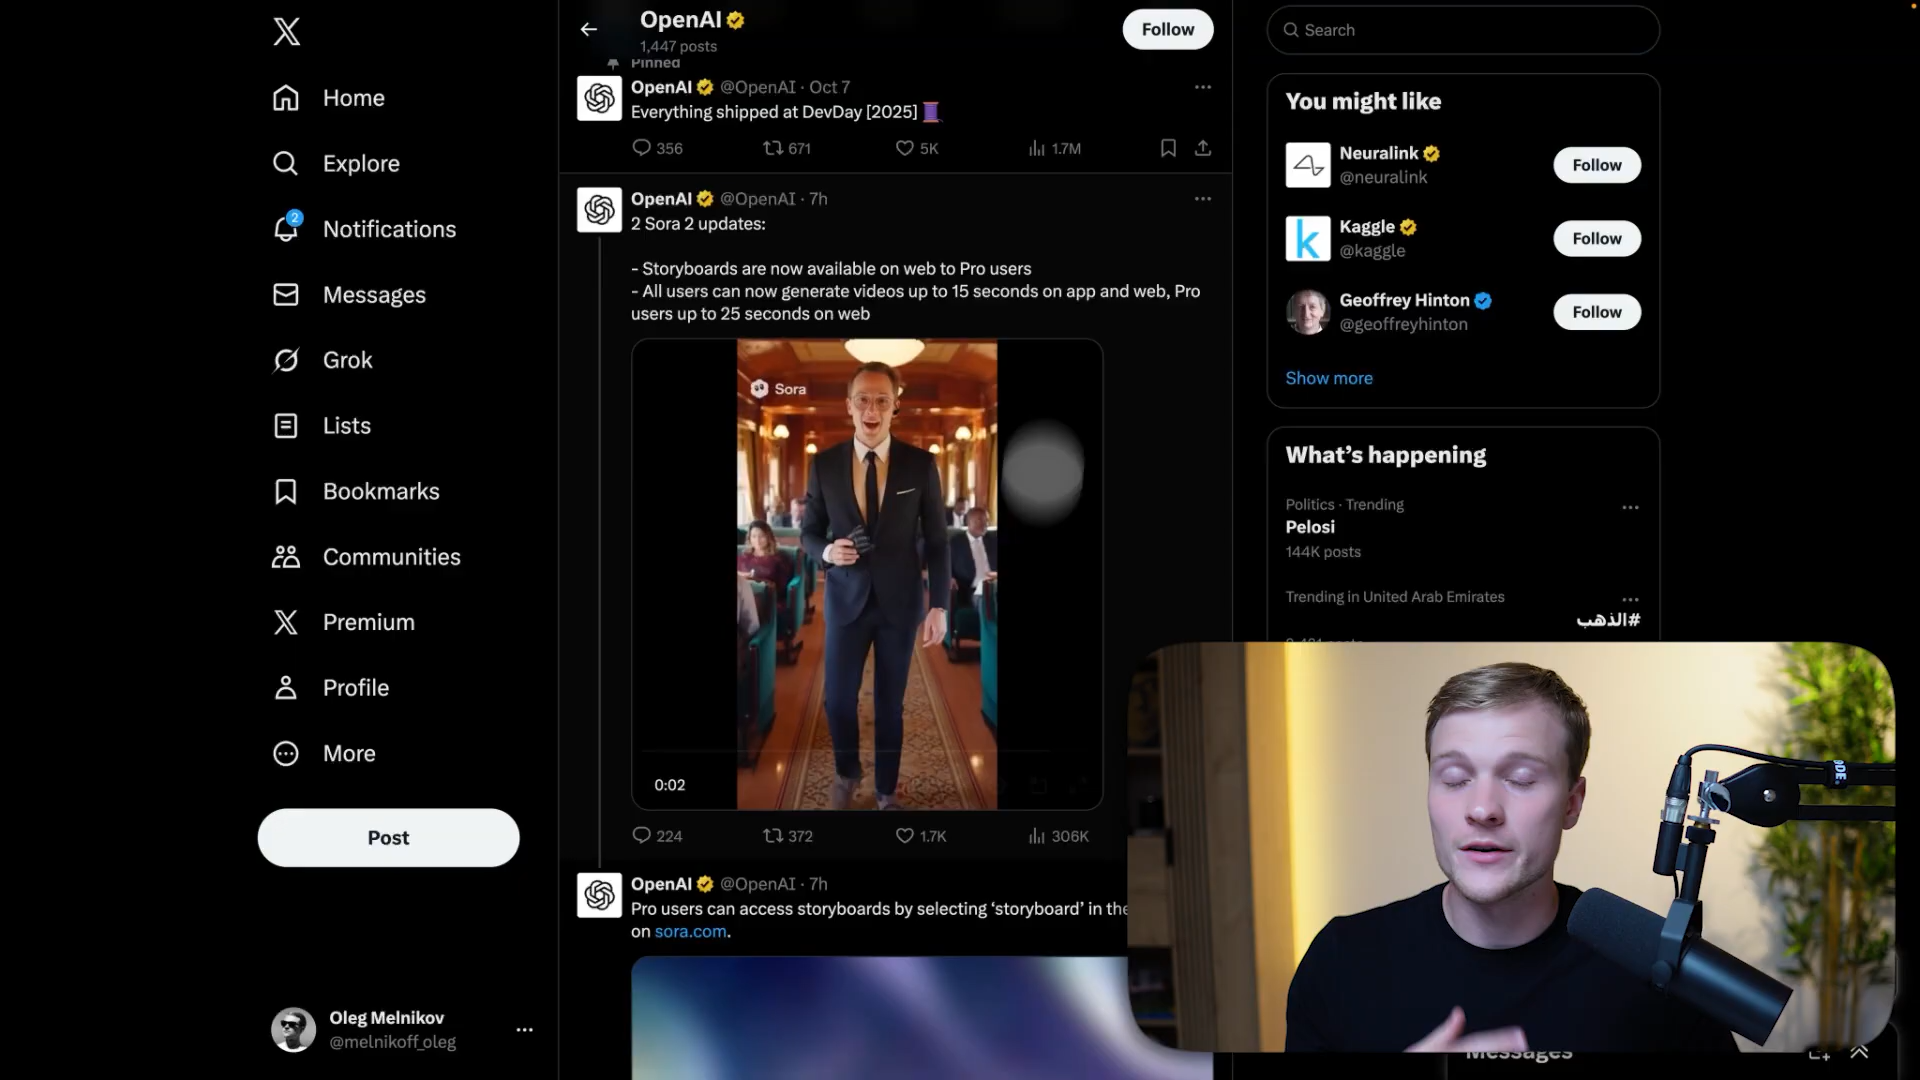 Home
Explore
2
Notifications
Messages
Grok
Lists
Bookmarks
Communities
Premium
Profile
More
Post
Oleg Melnikov
@melnikoff_oleg
OpenAI
1,447 posts
Follow
Pinned
OpenAI @OpenAI · Oct 7
Everything shipped at DevDay [2025]
356 671 5K 1.7M
OpenAI @OpenAI · 7h
2 Sora 2 updates:
- Storyboards are now available on web to Pro users
- All users can now generate videos up to 15 seconds on app and web, Pro
users up to 25 seconds on web
Sora
0:02
224 372 1.7K 306K
OpenAI @OpenAI · 7h
Pro users can access storyboards by selecting ‘storyboard’ in the
on sora.com.
Search
You might like
Neuralink
@neuralink
Follow
Kaggle
@kaggle
Follow
Geoffrey Hinton
@geoffreyhinton
Follow
Show more
What’s happening
Politics · Trending
Pelosi
144K posts
Trending in United Arab Emirates
#الذهب
Messages